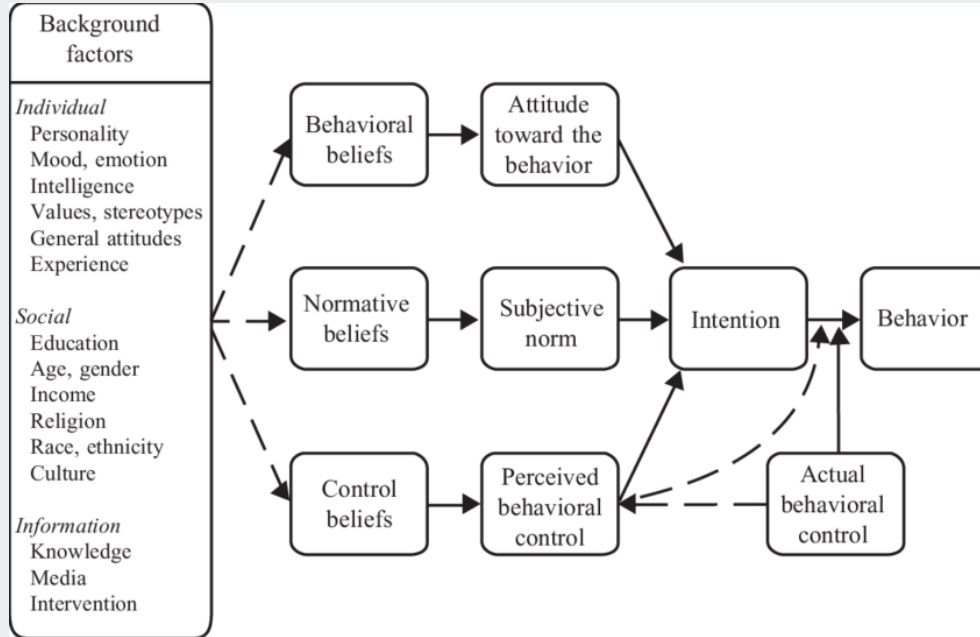 Background
factors
Individual
Personality
Mood, emotion
Intelligence
Values, stereotypes
General attitudes
Experience
Social
Education
Age, gender
Income
Religion
Race, ethnicity
Culture
Information
Knowledge
Media
Intervention
Behavioral
beliefs
Attitude
toward the
behavior
Normative
beliefs
Subjective
norm
Intention
Behavior
Control
beliefs
Perceived
behavioral
control
Actual
behavioral
control